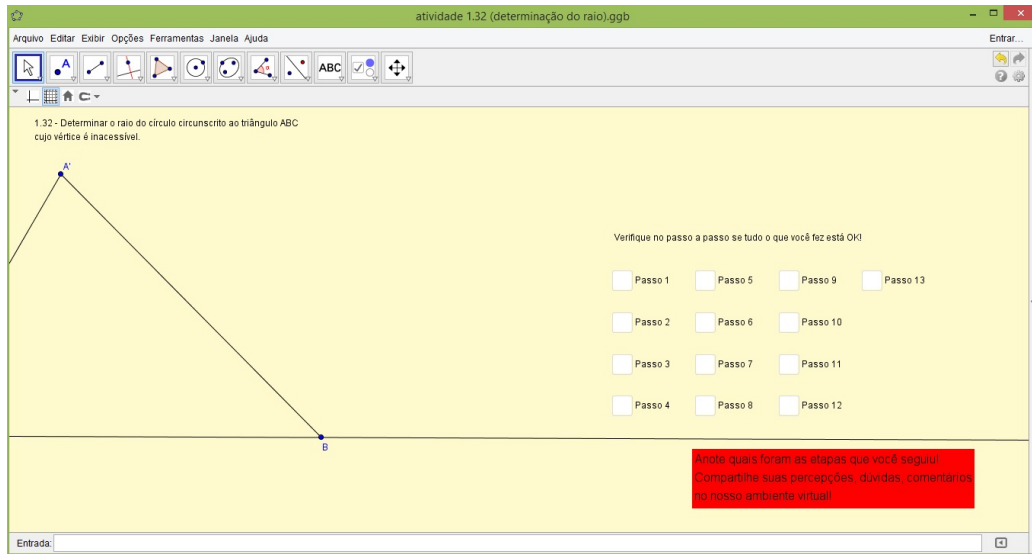 atividade 1.32 (determinação do raio).ggb
Arquivo Editar Exibir Opções Ferramentas Janela Ajuda
Entrar...
A
ABC
1.32 - Determinar o raio do círculo circunscrito ao triângulo ABC
cujo vértice é inacessível.
A'
B
Verifique no passo a passo se tudo o que você fez está OK!
Passo 1 Passo 5 Passo 9 Passo 13
Passo 2 Passo 6 Passo 10
Passo 3 Passo 7 Passo 11
Passo 4 Passo 8 Passo 12
Anote quais foram as etapas que você seguiu!
Compartilhe suas percepções, dúvidas, comentários
no nosso ambiente virtual!
Entrada: